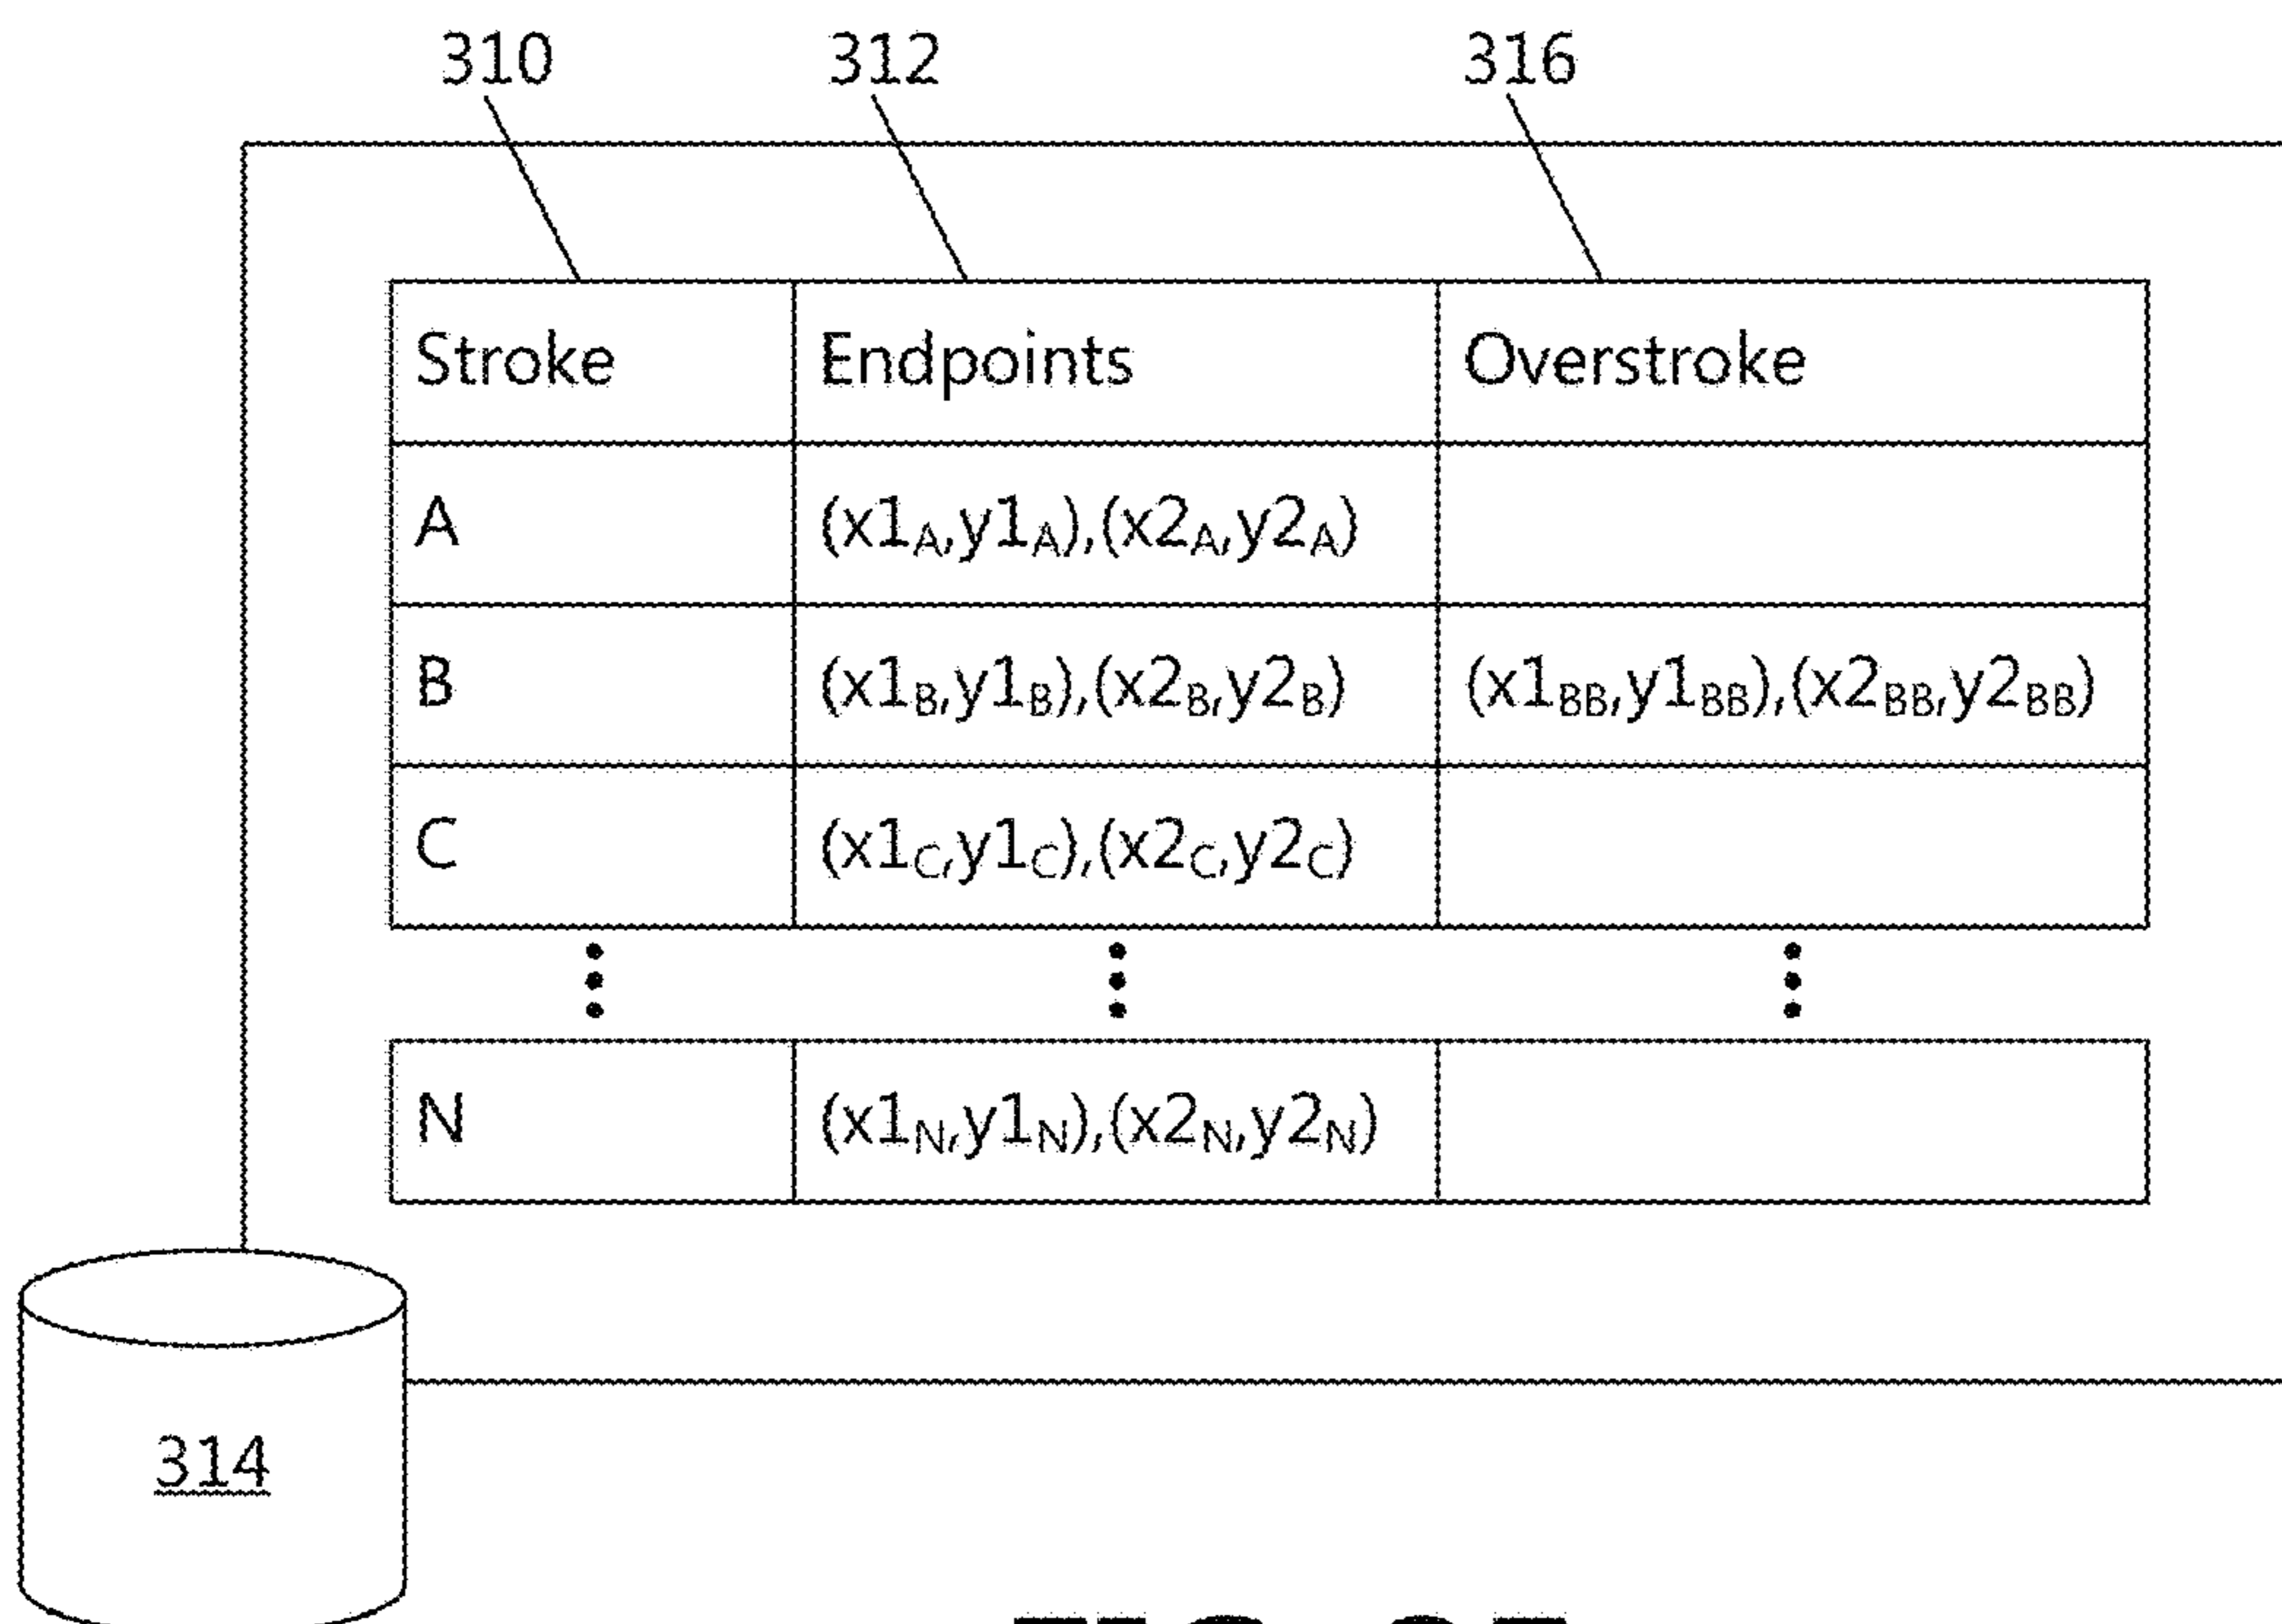 310 312 316
Stroke Endpoints Overstroke
A (x1A,y1A),(x2A,y2A)
B (x1B,y1B),(x2B,y2B) (x1BB,y1BB),(x2BB,y2BB)
C (x1C,y1C),(x2C,y2C)
N (x1N,y1N),(x2N,y2N)
314